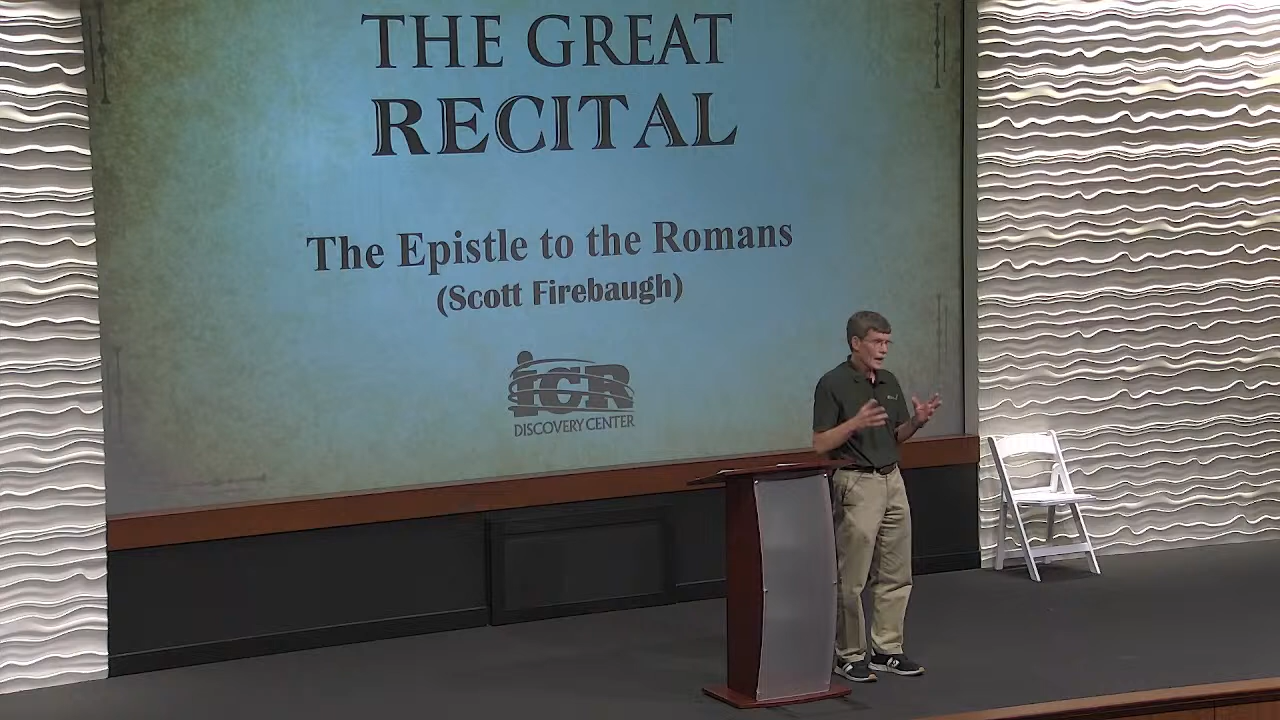 THE GREAT
RECITAL
The Epistle to the Romans
(Scott Firebaugh)
ICR
DISCOVERY CENTER